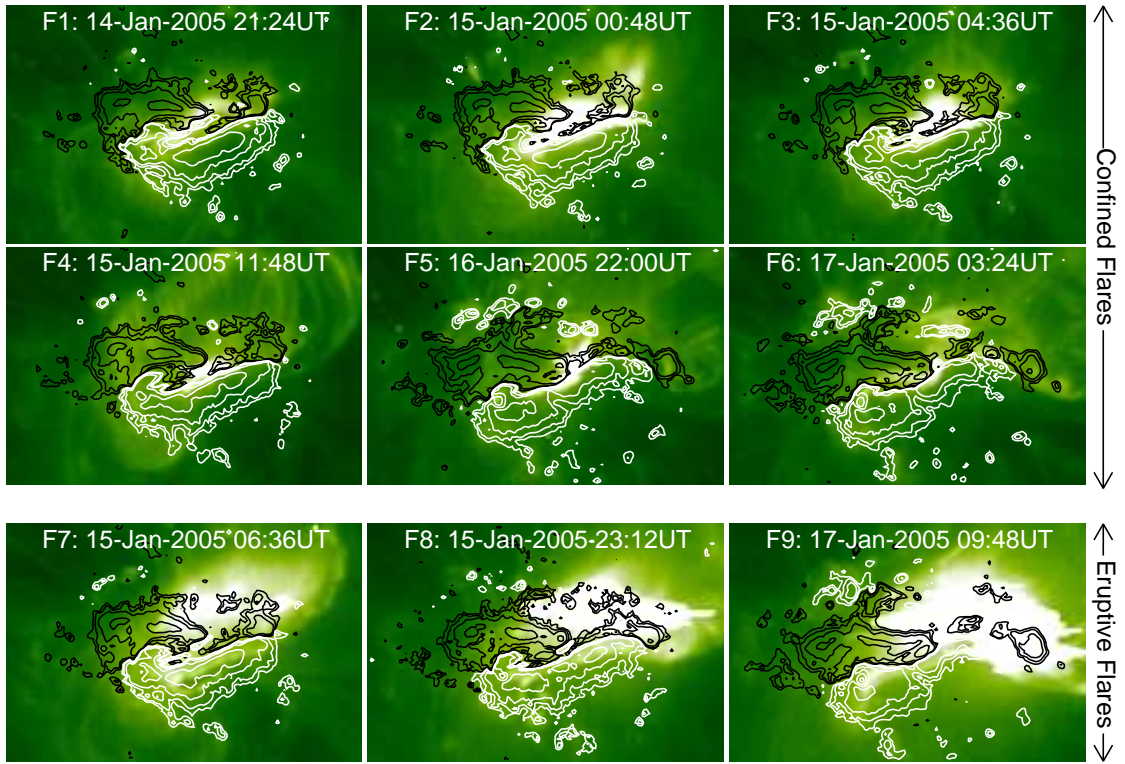 F1: 14-Jan-2005 21:24UT
F2: 15-Jan-2005 00:48UT
F3: 15-Jan-2005 04:36UT
F4: 15-Jan-2005 11:48UT
F5: 16-Jan-2005 22:00UT
F6: 17-Jan-2005 03:24UT
Confined Flares
F7: 15-Jan-2005 06:36UT
F8: 15-Jan-2005 23:12UT
F9: 17-Jan-2005 09:48UT
Eruptive Flares